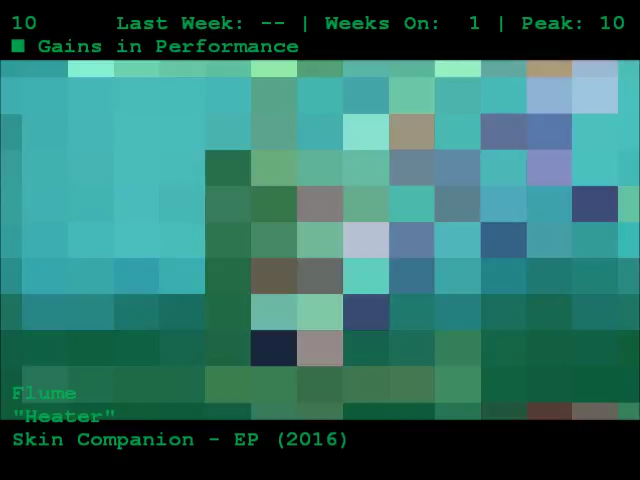 10 Last Week: -- | Weeks On: 1 | Peak: 10
■ Gains in Performance
Flume
"Heater"
Skin Companion - EP (2016)